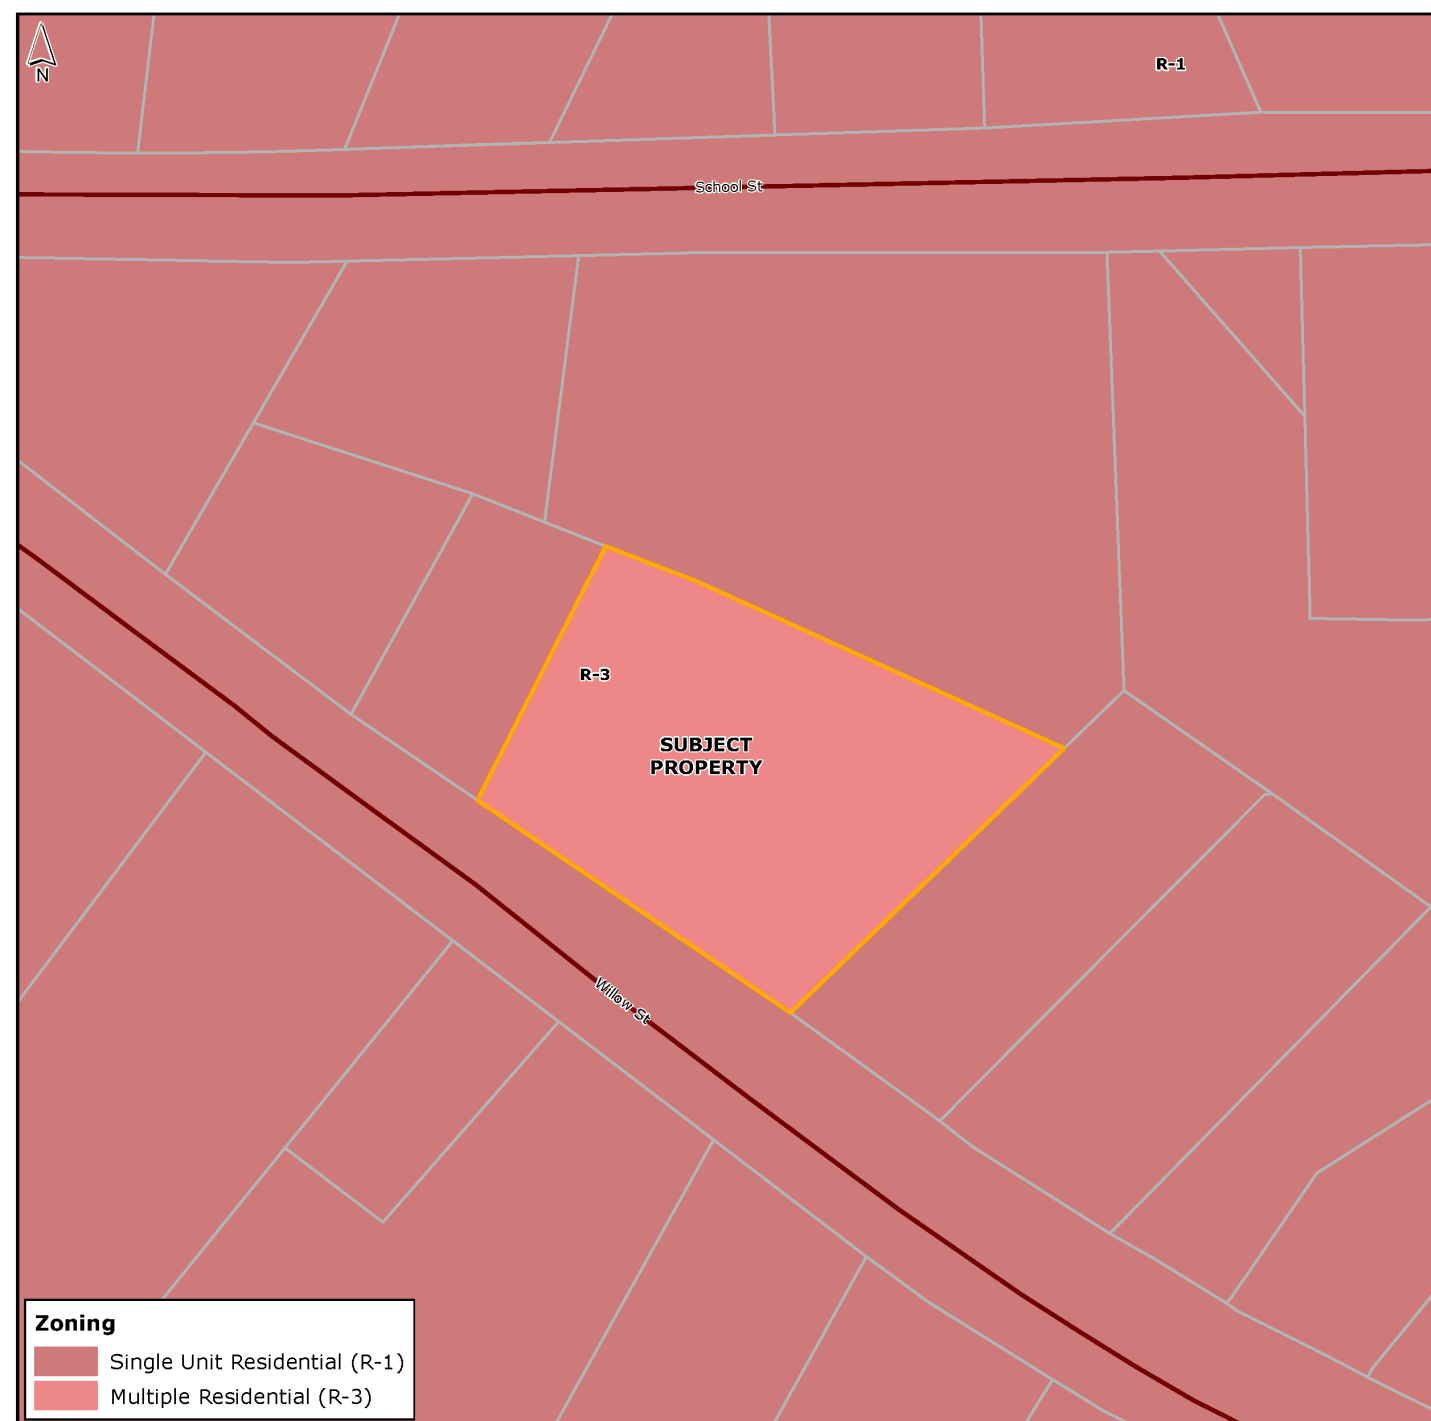 N
R-1
School St
R-3
SUBJECT
PROPERTY
Willow St
Zoning
Single Unit Residential (R-1)
Multiple Residential (R-3)